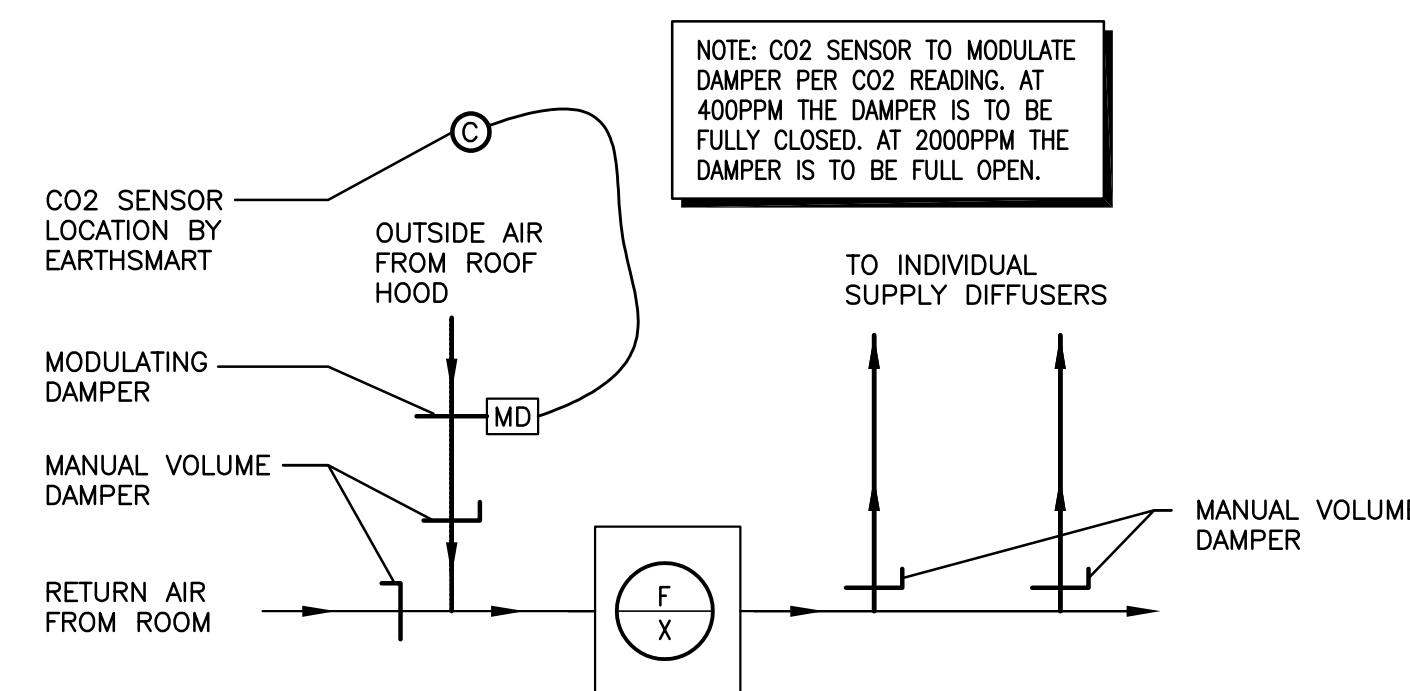 NOTE: CO2 SENSOR TO MODULATE
DAMPER PER CO2 READING. AT
400PPM THE DAMPER IS TO BE
FULLY CLOSED. AT 2000PPM THE
DAMPER IS TO BE FULL OPEN.
C
CO2 SENSOR
LOCATION BY
EARTHSMART
OUTSIDE AIR
FROM ROOF
HOOD
TO INDIVIDUAL
SUPPLY DIFFUSERS
MODULATING
DAMPER
MD
MANUAL VOLUME
DAMPER
MANUAL VOLUME
DAMPER
RETURN AIR
FROM ROOM
F
X